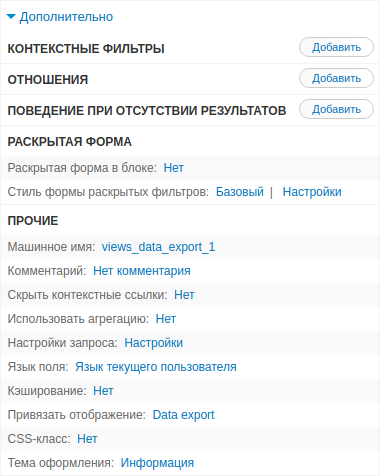 Дополнительно
КОНТЕКСТНЫЕ ФИЛЬТРЫ Добавить
ОТНОШЕНИЯ Добавить
ПОВЕДЕНИЕ ПРИ ОТСУТСТВИИ РЕЗУЛЬТАТОВ Добавить
РАСКРЫТАЯ ФОРМА
Раскрытая форма в блоке: Нет
Стиль формы раскрытых фильтров: Базовый | Настройки
ПРОЧИЕ
Машинное имя: views_data_export_1
Комментарий: Нет комментария
Скрыть контекстные ссылки: Нет
Использовать агрегацию: Нет
Настройки запроса: Настройки
Язык поля: Язык текущего пользователя
Кэширование: Нет
Привязать отображение: Data export
CSS-класс: Нет
Тема оформления: Информация